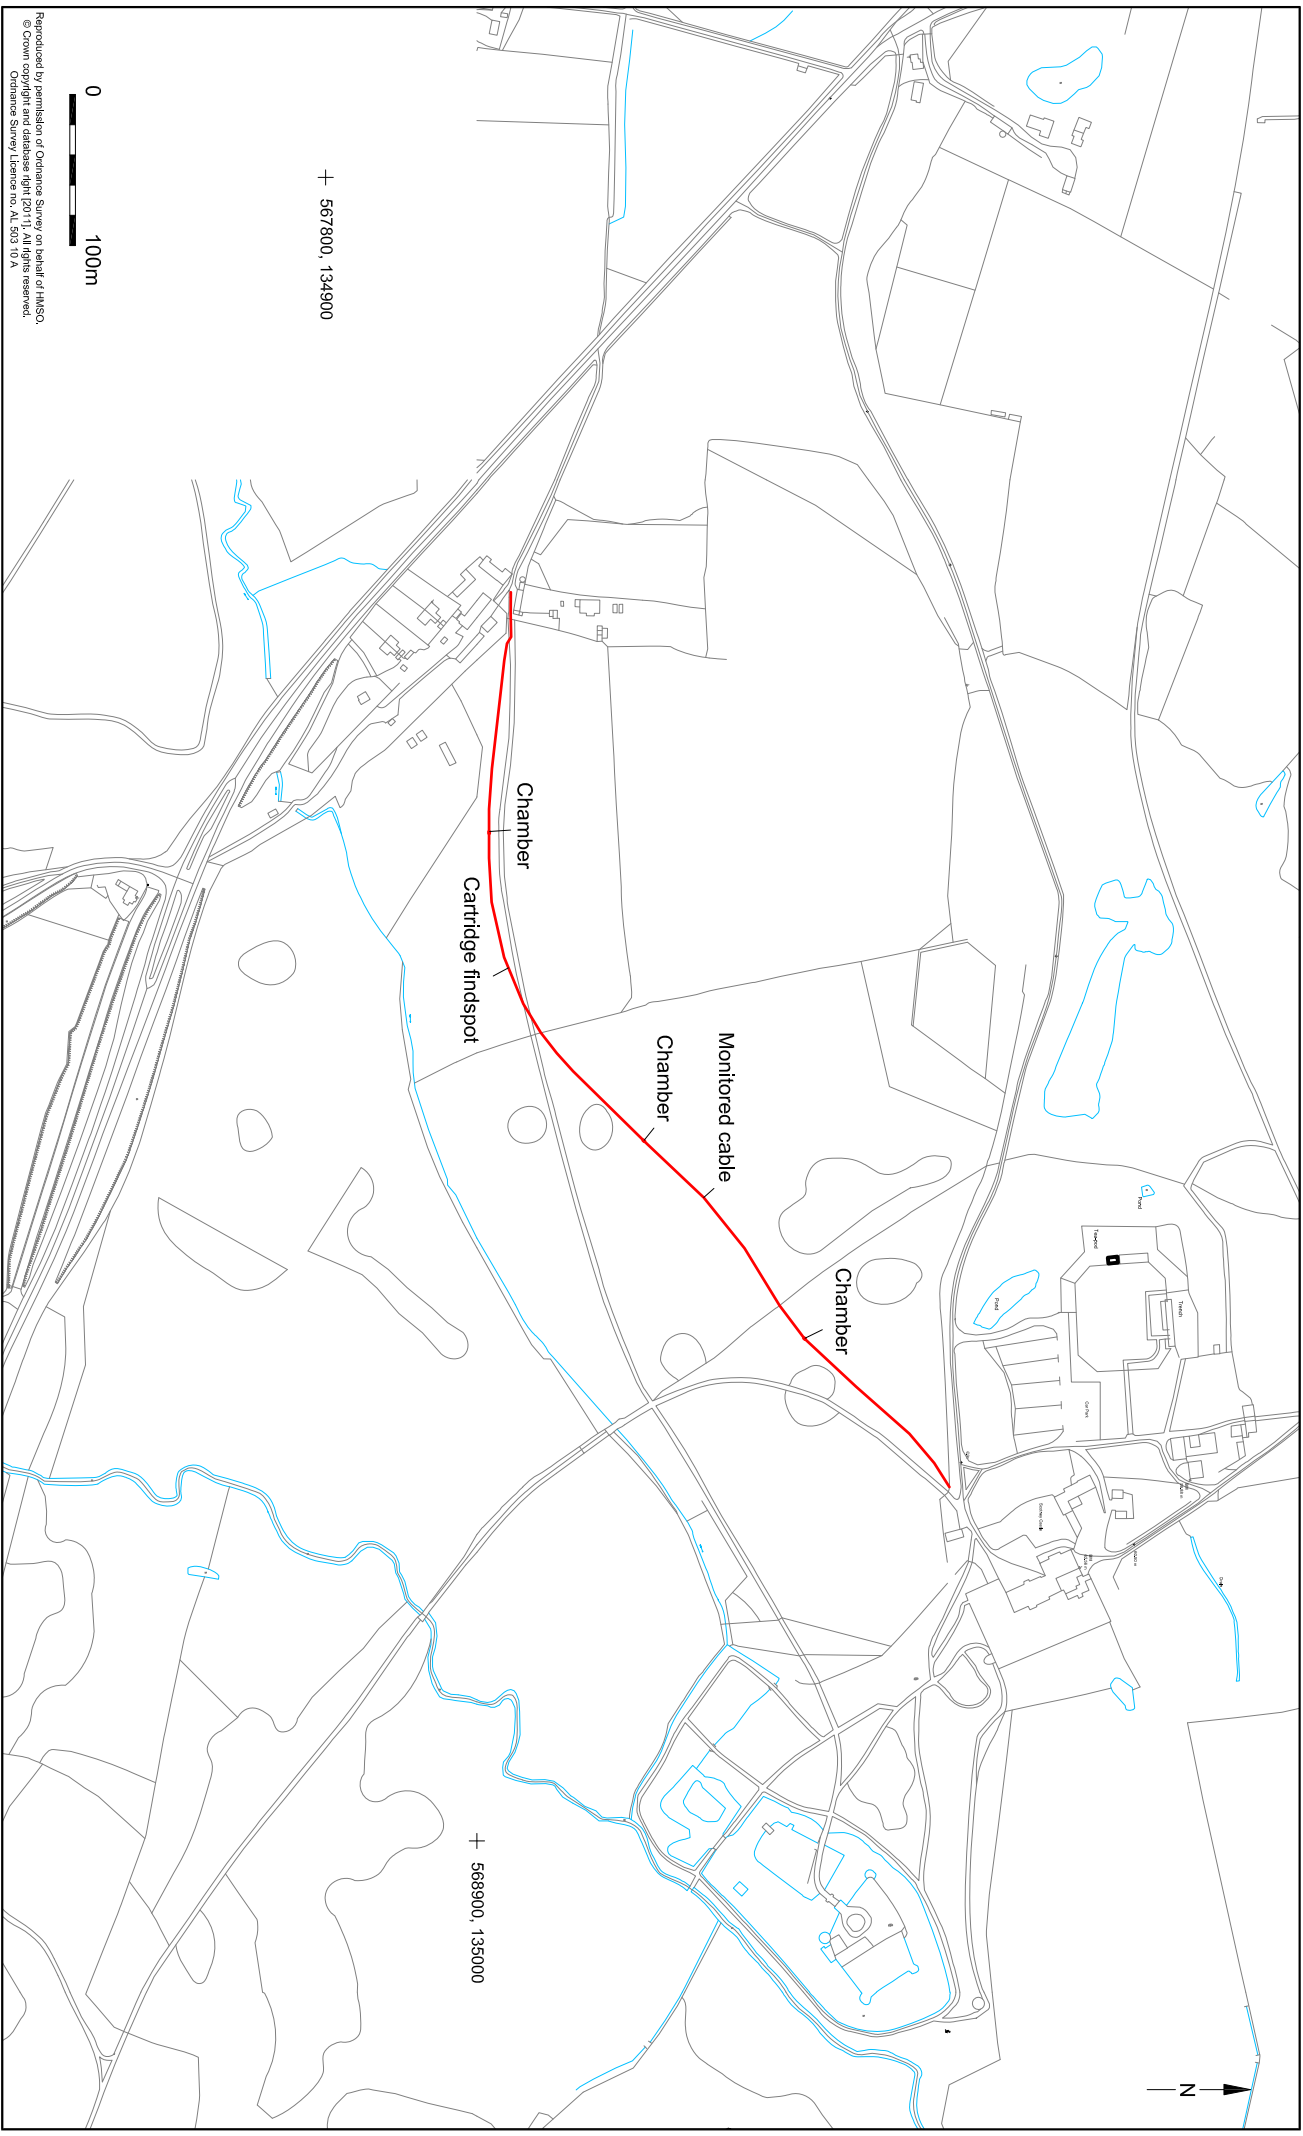 N
Pond
Pond
Trench
Car Park
Chamber
Monitored cable
Chamber
Chamber
Cartridge findspot
567800, 134900
568900, 135000
0
100m
Reproduced by permission of Ordnance Survey on behalf of HMSO.
© Crown copyright and database right [2011]. All rights reserved.
Ordnance Survey Licence no. AL 503 10 A